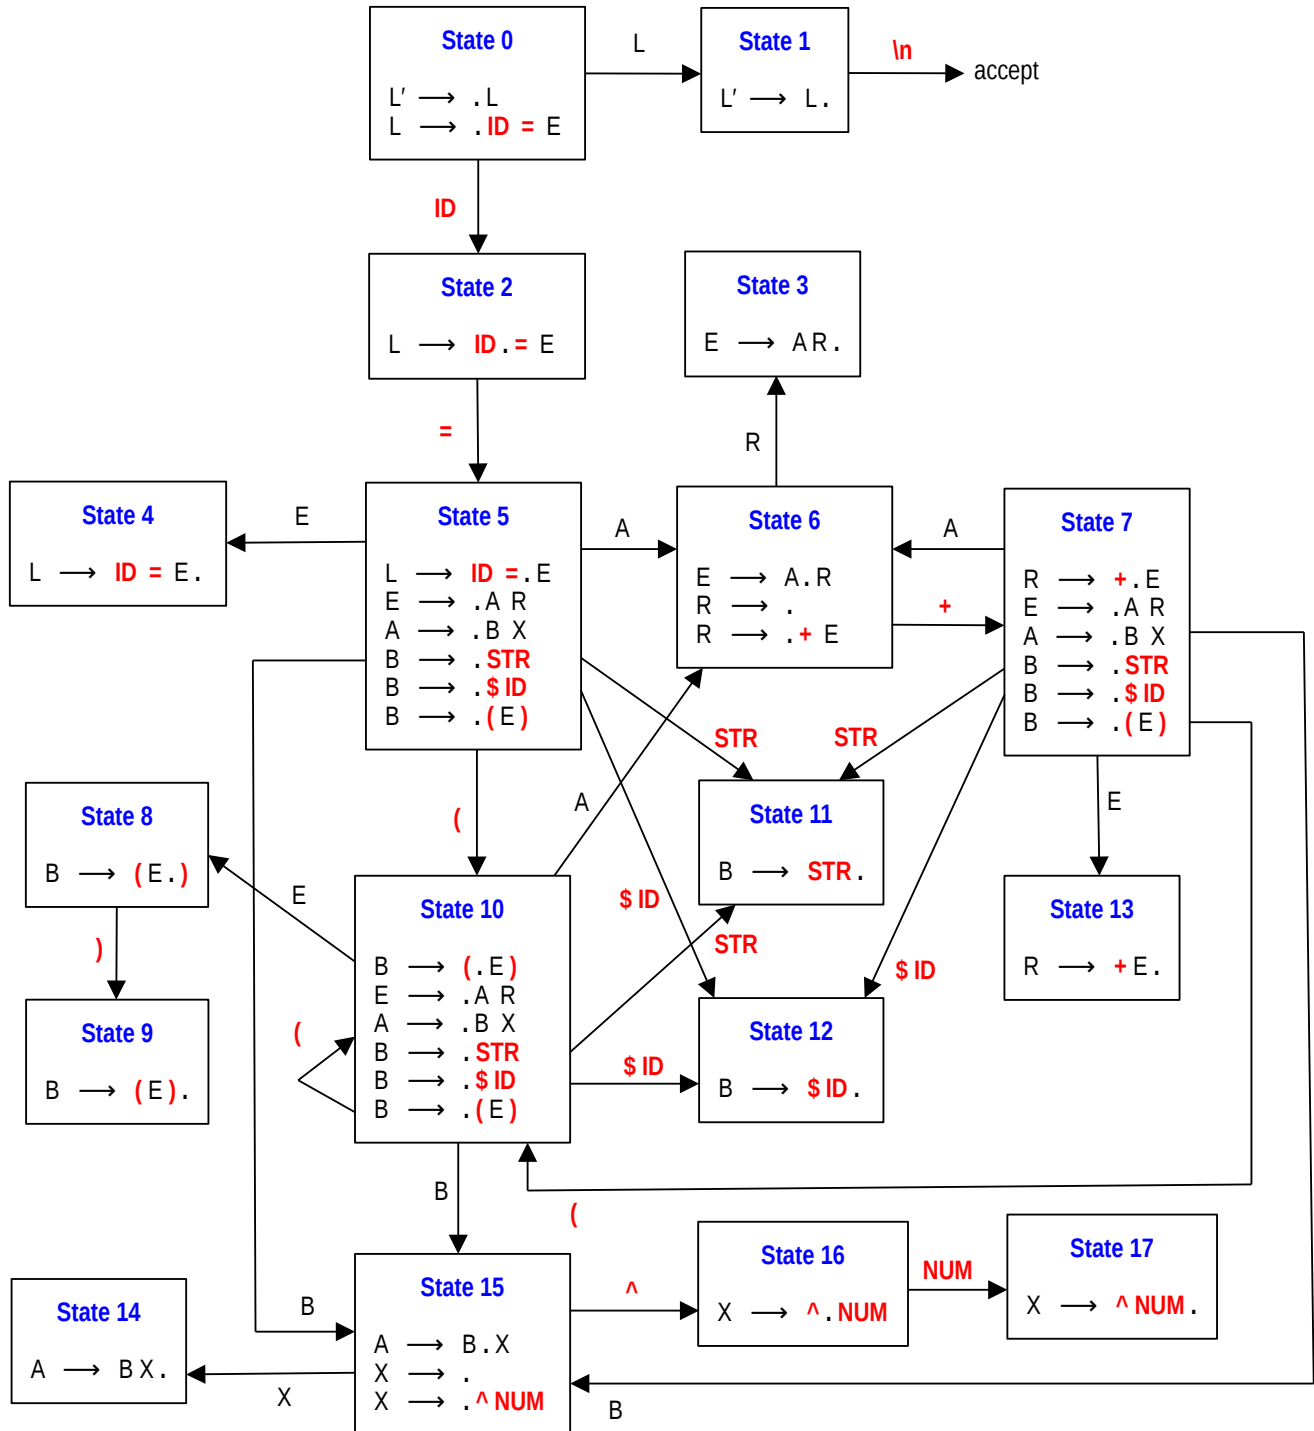 State 0
L′ ⟶ .L
L ⟶ .ID = E
L
State 1
L′ ⟶ L.
\n
accept
ID
State 2
L ⟶ ID.= E
State 3
E ⟶ AR.
=
R
State 4
L ⟶ ID = E.
E
State 5
L ⟶ ID =.E
E ⟶ .A R
A ⟶ .B X
B ⟶ .STR
B ⟶ .$ ID
B ⟶ .(E)
A
State 6
E ⟶ A.R
R ⟶ .
R ⟶ .+ E
A
+
State 7
R ⟶ +.E
E ⟶ .A R
A ⟶ .B X
B ⟶ .STR
B ⟶ .$ ID
B ⟶ .(E)
STR
STR
State 8
B ⟶ (E.)
(
A
State 11
B ⟶ STR.
E
E
$ ID
State 10
B ⟶ (.E)
E ⟶ .A R
A ⟶ .B X
B ⟶ .STR
B ⟶ .$ ID
B ⟶ .(E)
State 13
R ⟶ +E.
)
STR
$ ID
State 9
B ⟶ (E).
(
$ ID
State 12
B ⟶ $ ID.
B
(
State 14
A ⟶ BX.
B
X
State 15
A ⟶ B.X
X ⟶ .
X ⟶ .^ NUM
^
State 16
X ⟶ ^.NUM
NUM
State 17
X ⟶ ^ NUM.
B